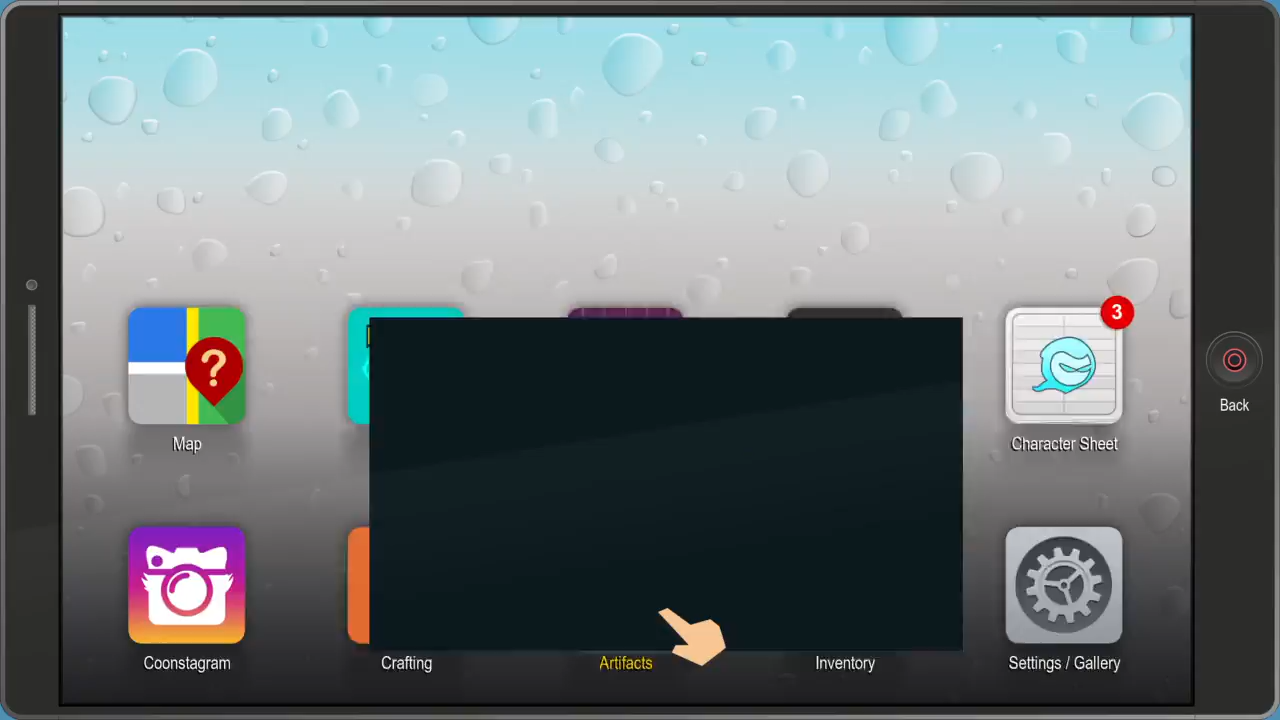 3
?
Map
Character Sheet
Back
Coonstagram
Crafting
Artifacts
Inventory
Settings / Gallery